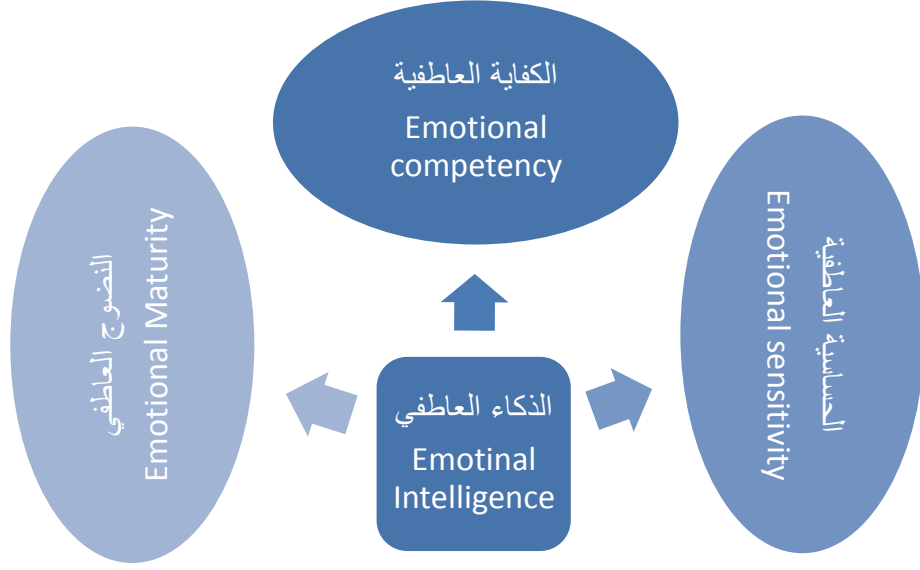 الكفاية العاطفية
Emotional
competency
النضوج العاطفي
Emotional Maturity
الحساسية العاطفية
Emotional sensitivity
الذكاء العاطفي
Emotinal
Intelligence